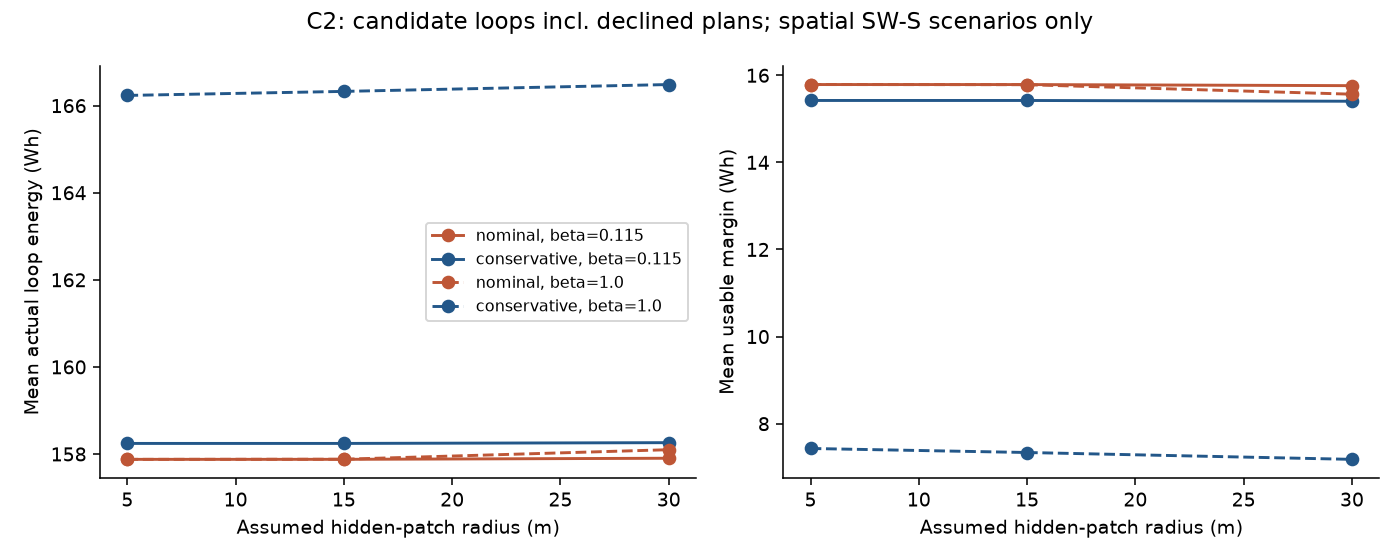 C2: candidate loops incl. declined plans; spatial SW-S scenarios only
Mean actual loop energy (Wh)
166
164
162
160
158
5
10
15
20
25
30
Assumed hidden-patch radius (m)
nominal, beta=0.115
conservative, beta=0.115
nominal, beta=1.0
conservative, beta=1.0
Mean usable margin (Wh)
16
14
12
10
8
5
10
15
20
25
30
Assumed hidden-patch radius (m)